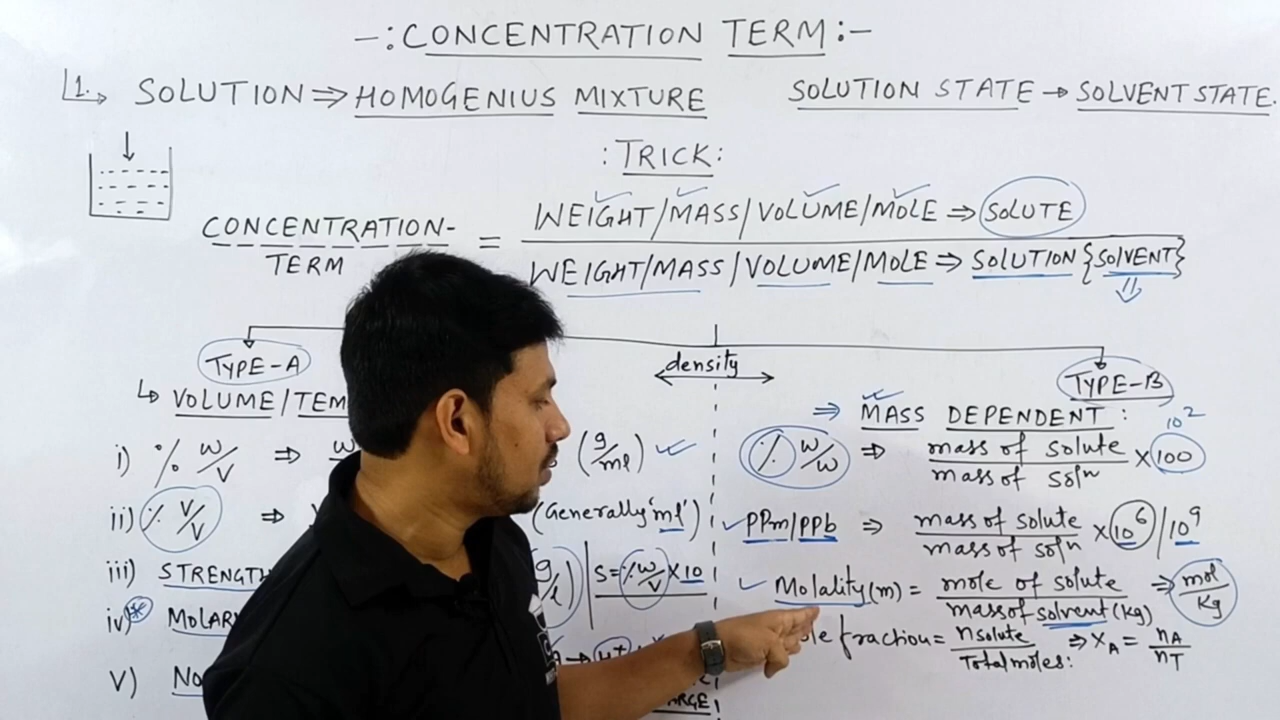 -: CONCENTRATION TERM :-
1. SOLUTION ⇒ HOMOGENIUS MIXTURE
SOLUTION STATE → SOLVENT STATE.
: TRICK :
CONCENTRATION-TERM = WEIGHT/MASS/VOLUME/MOLE ⇒ SOLUTE
WEIGHT/MASS/VOLUME/MOLE ⇒ SOLUTION {SOLVENT}
TYPE-A
↳ VOLUME/TEM
i) % w/v ⇒ (g/ml)
ii) % v/v ⇒ (Generally 'ml')
iii) STRENGTH g/l | S = % w/v × 10
iv) * MOLAR
v) NO
density
TYPE-B
⇒ MASS DEPENDENT :
% w/w ⇒ mass of solute / mass of solⁿ × 100 10²
PPm/PPb ⇒ mass of solute / mass of solⁿ × 10⁶/10⁹
Molality (m) = mole of solute / mass of solvent (Kg) ⇒ mol/Kg
fraction = n solute / Total moles: ⇒ X_A = n_A / n_T